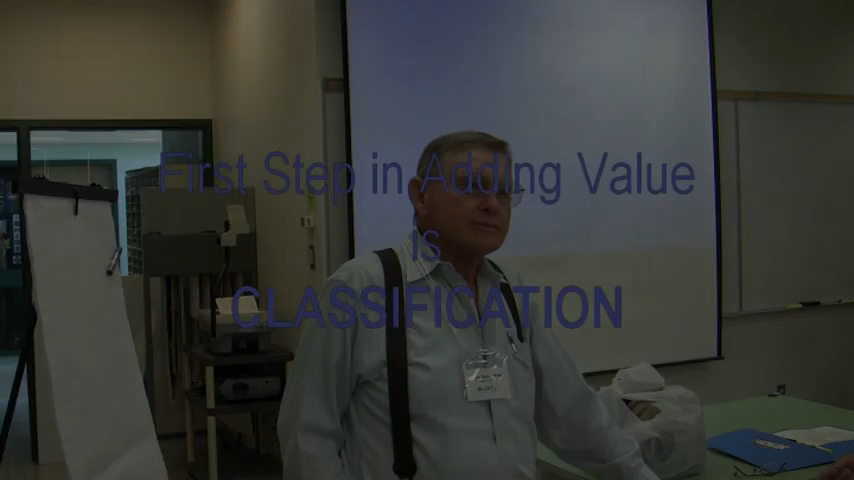 First Step in Adding Value
is
CLASSIFICATION